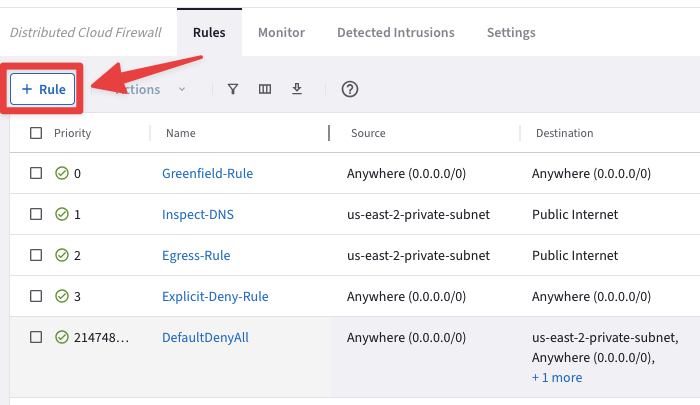 Distributed Cloud Firewall Rules Monitor Detected Intrusions Settings
+ Rule Actions
Priority Name Source Destination
0 Greenfield-Rule Anywhere (0.0.0.0/0) Anywhere (0.0.0.0/0)
1 Inspect-DNS us-east-2-private-subnet Public Internet
2 Egress-Rule us-east-2-private-subnet Public Internet
3 Explicit-Deny-Rule Anywhere (0.0.0.0/0) Anywhere (0.0.0.0/0)
214748... DefaultDenyAll Anywhere (0.0.0.0/0) us-east-2-private-subnet,
Anywhere (0.0.0.0/0),
+ 1 more